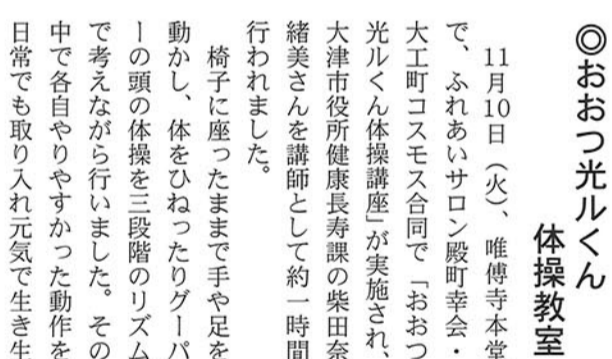 ◎おおつ光ルくん
体操教室
11月10日（火）、唯傳寺本堂
で、ふれあいサロン殿町幸会・
大工町コスモス合同で「おおつ
光ルくん体操講座」が実施され、
大津市役所健康長寿課の柴田奈
緒美さんを講師として約一時間
行われました。
椅子に座ったままで手や足を
動かし、体をひねったりグーパ
ーの頭の体操を三段階のリズム
で考えながら行いました。その
中で各自やりやすかった動作を
日常でも取り入れ元気で生き生